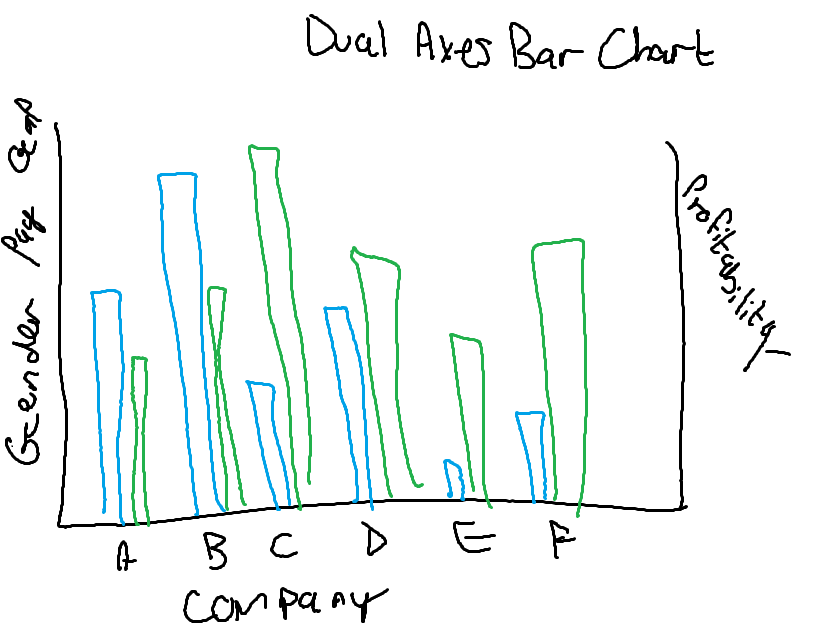 Dual Axes Bar Chart
Gender Pay Gap
Profitability
A B C D E F
Company